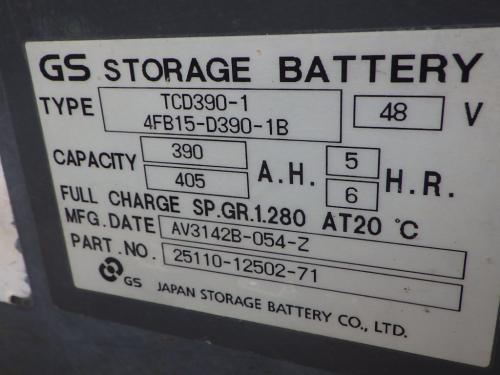 GS STORAGE BATTERY
TYPE TCD390-1 48 V
4FB15-D390-1B
CAPACITY 390 A.H. 5 H.R.
405 6
FULL CHARGE SP.GR.1.280 AT20 °C
MFG.DATE AV3142B-054-Z
PART.NO. 25110-12502-71
GS JAPAN STORAGE BATTERY CO., LTD.